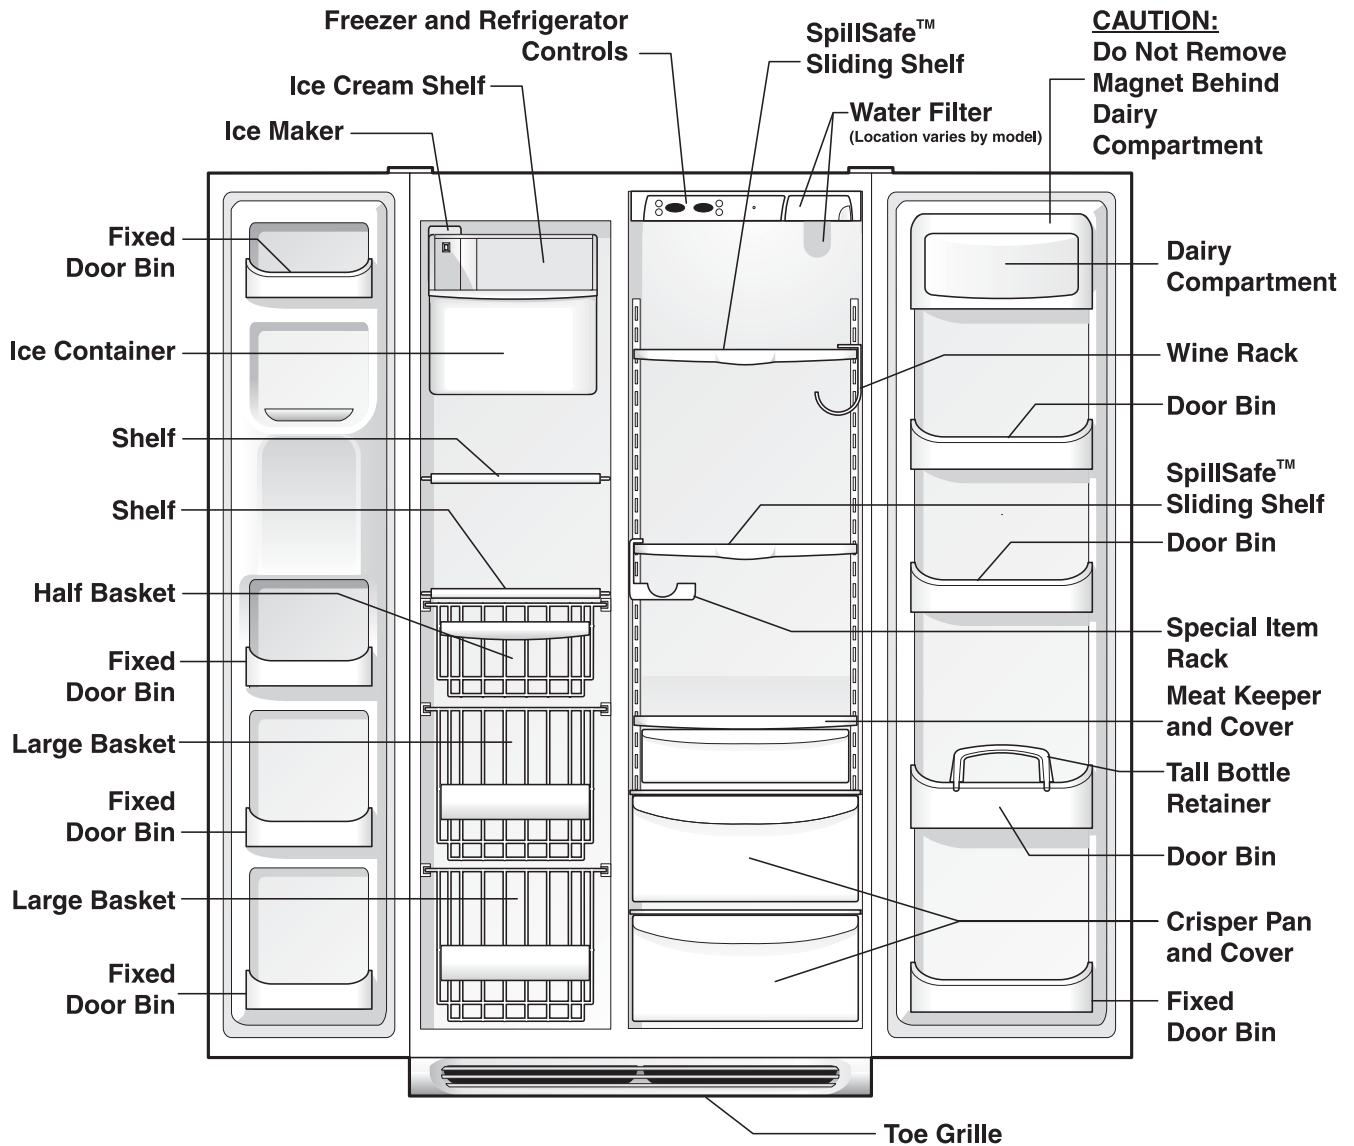 Freezer and Refrigerator
Controls
Ice Cream Shelf
Ice Maker
SpillSafe™
Sliding Shelf
Water Filter
(Location varies by model)
CAUTION:
Do Not Remove
Magnet Behind
Dairy
Compartment
Fixed
Door Bin
Ice Container
Shelf
Shelf
Half Basket
Fixed
Door Bin
Large Basket
Fixed
Door Bin
Large Basket
Fixed
Door Bin
Dairy
Compartment
Wine Rack
Door Bin
SpillSafe™
Sliding Shelf
Door Bin
Special Item
Rack
Meat Keeper
and Cover
Tall Bottle
Retainer
Door Bin
Crisper Pan
and Cover
Fixed
Door Bin
Toe Grille